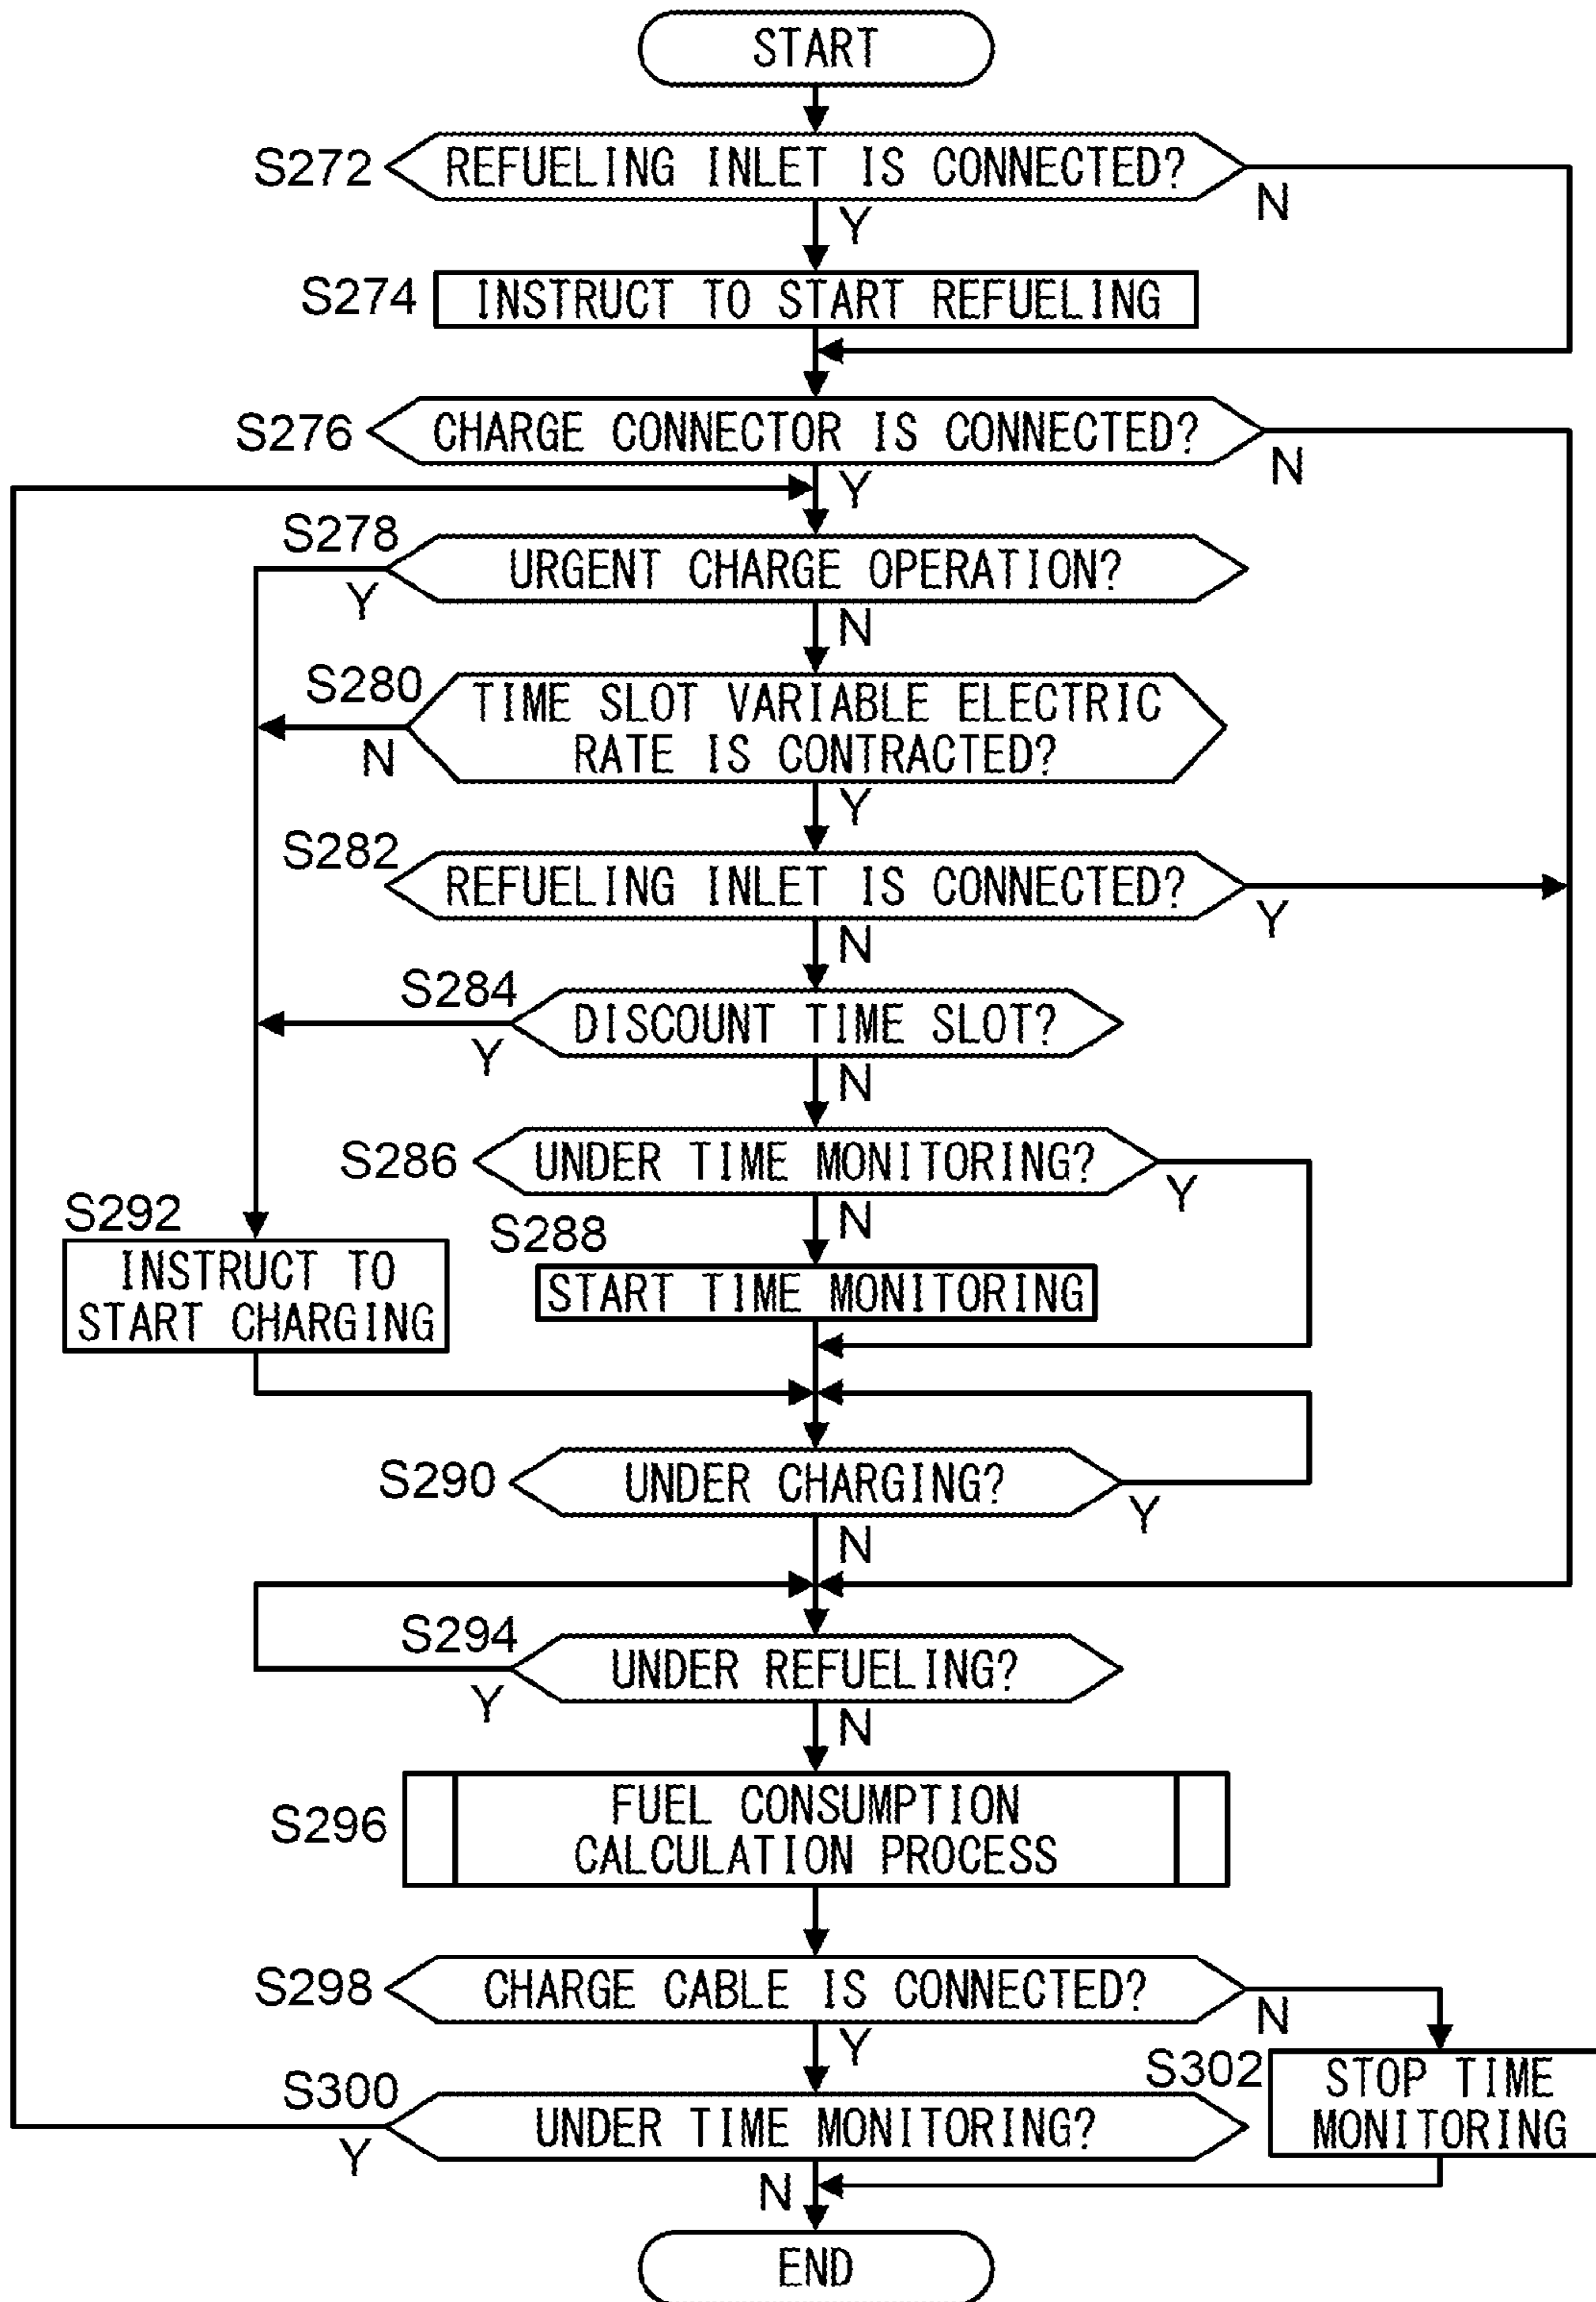 START
S272
REFUELING INLET IS CONNECTED?
N
Y
S274
INSTRUCT TO START REFUELING
S276
CHARGE CONNECTOR IS CONNECTED?
N
Y
S278
URGENT CHARGE OPERATION?
Y
N
S280
TIME SLOT VARIABLE ELECTRIC
RATE IS CONTRACTED?
N
Y
S282
REFUELING INLET IS CONNECTED?
Y
N
S284
DISCOUNT TIME SLOT?
Y
N
S286
UNDER TIME MONITORING?
Y
N
S292
INSTRUCT TO
START CHARGING
S288
START TIME MONITORING
S290
UNDER CHARGING?
Y
N
S294
UNDER REFUELING?
Y
N
S296
FUEL CONSUMPTION
CALCULATION PROCESS
S298
CHARGE CABLE IS CONNECTED?
N
Y
S300
UNDER TIME MONITORING?
Y
N
S302
STOP TIME
MONITORING
END